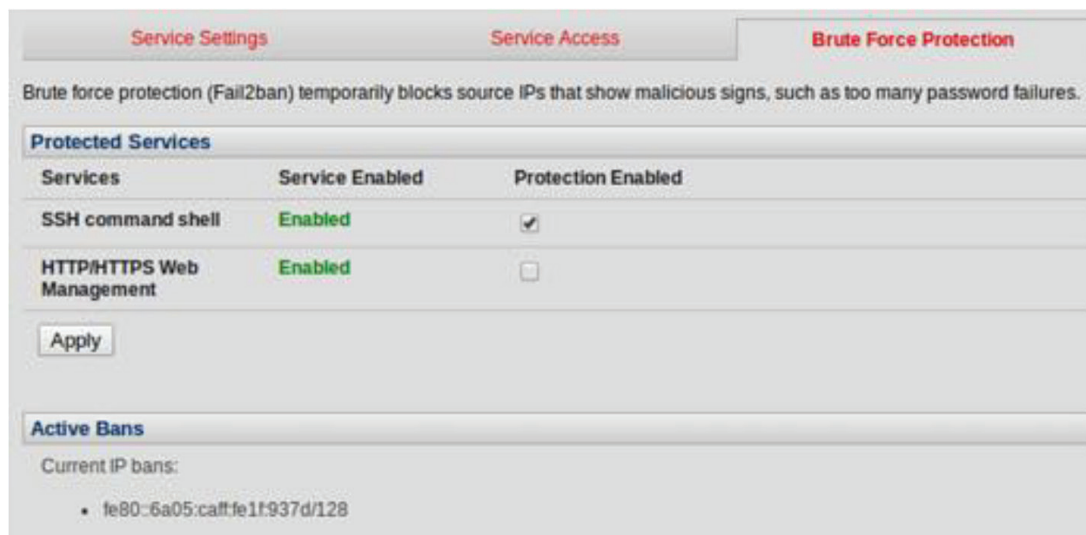 Service Settings
Service Access
Brute Force Protection
Brute force protection (Fail2ban) temporarily blocks source IPs that show malicious signs, such as too many password failures.
Protected Services
Services
Service Enabled
Protection Enabled
SSH command shell
Enabled
HTTP/HTTPS Web
Management
Enabled
Apply
Active Bans
Current IP bans:
• fe80::6a05:caff:fe1f:937d/128